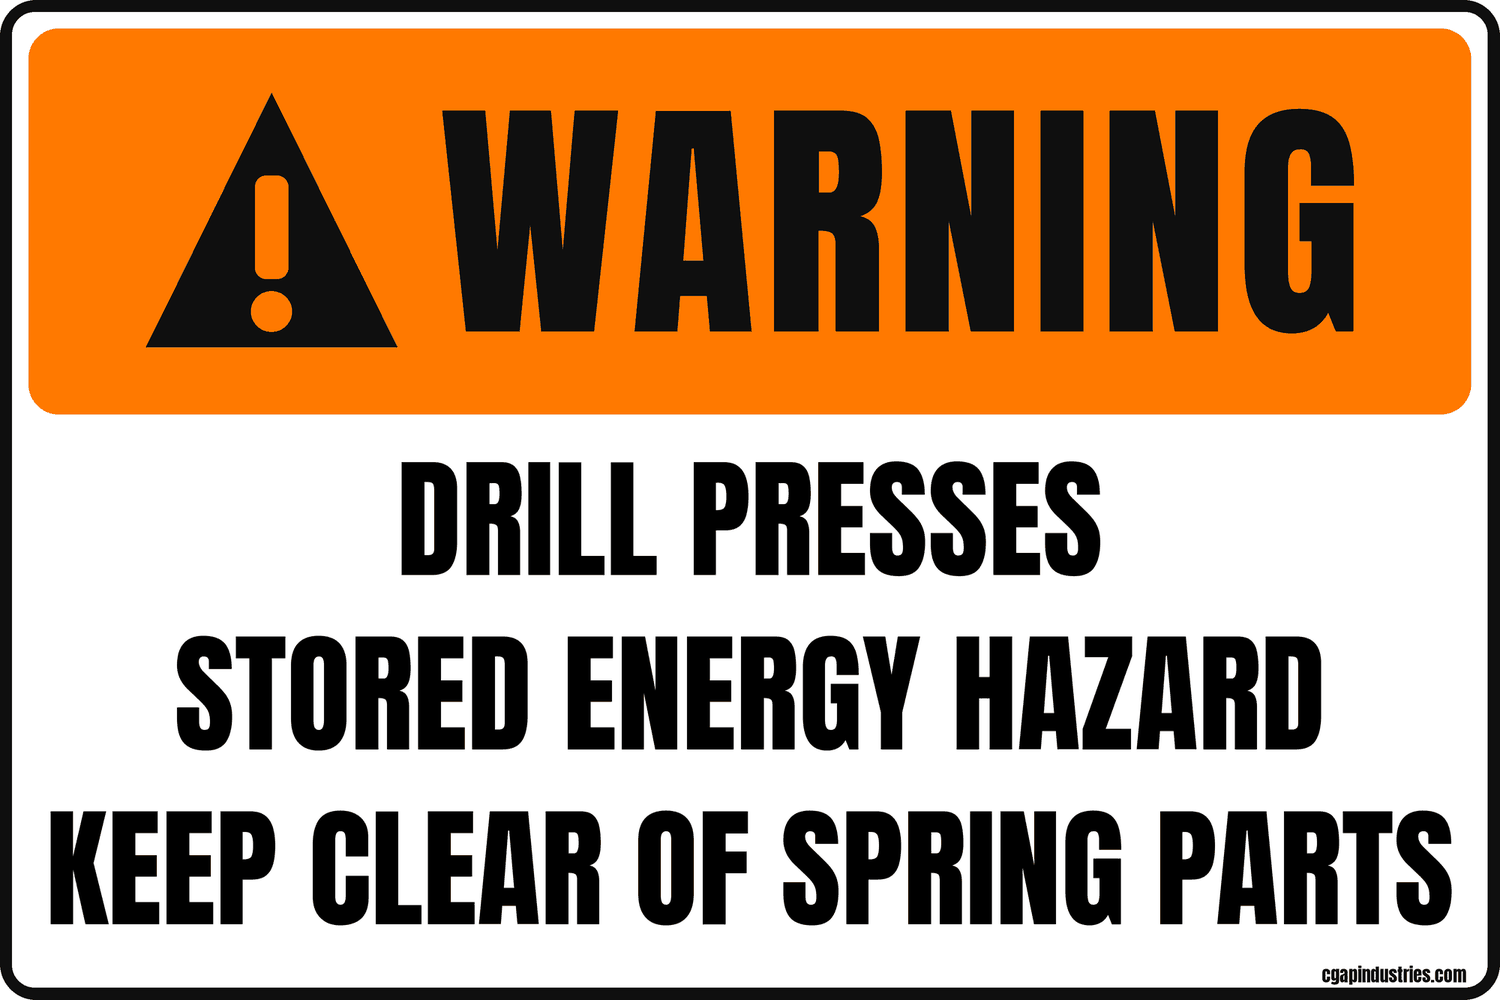 WARNING
DRILL PRESSES
STORED ENERGY HAZARD
KEEP CLEAR OF SPRING PARTS
cgapindustries.com